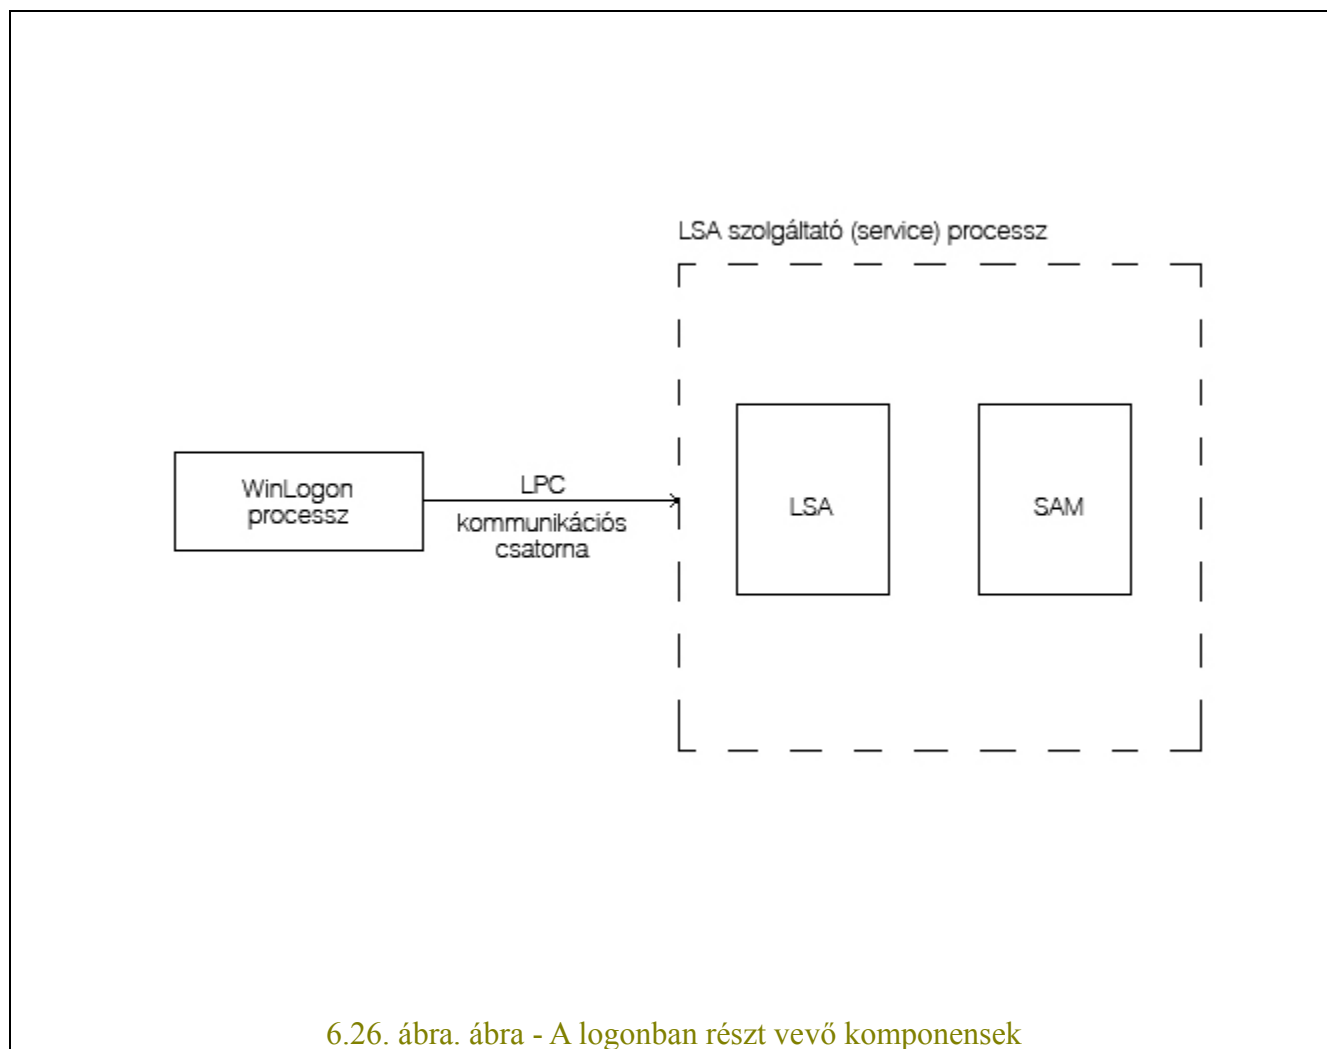 LSA szolgáltató (service) processz
WinLogon
processz
LPC
kommunikációs
csatorna
LSA
SAM
6.26. ábra. ábra - A logonban részt vevő komponensek